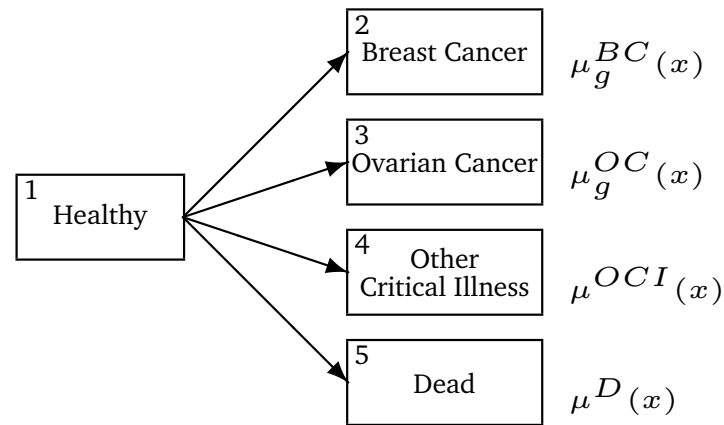 1
Healthy
2
Breast Cancer
μ_g^{BC}(x)
3
Ovarian Cancer
μ_g^{OC}(x)
4
Other
Critical Illness
μ^{OCI}(x)
5
Dead
μ^{D}(x)